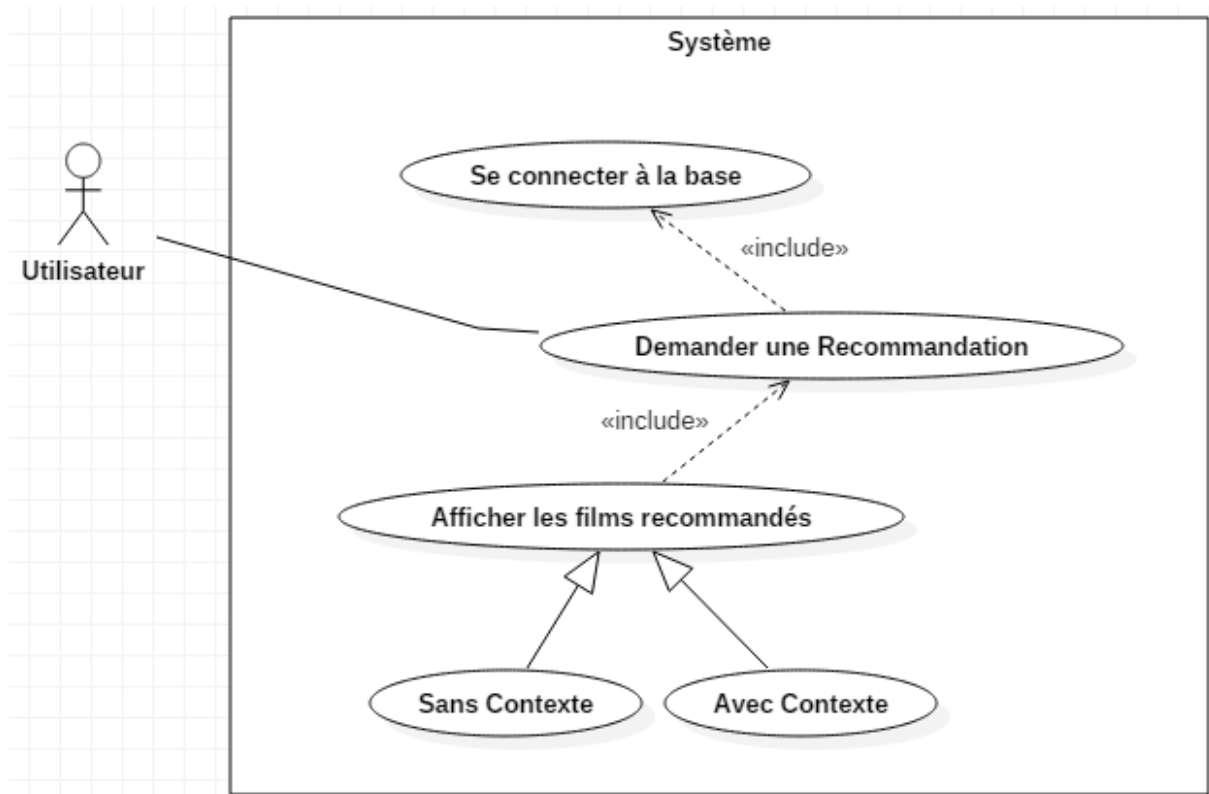 Système
Se connecter à la base
«include»
Utilisateur
Demander une Recommandation
«include»
Afficher les films recommandés
Sans Contexte
Avec Contexte